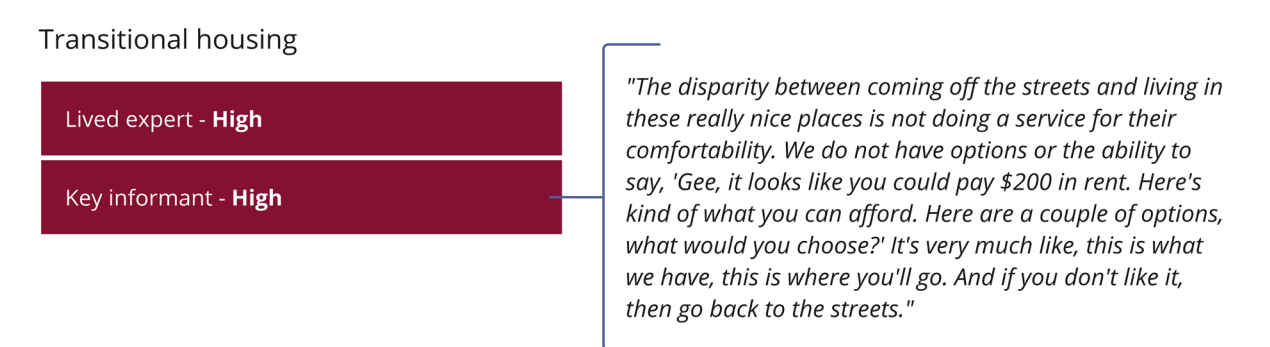 Transitional housing
Lived expert - High
Key informant - High
"The disparity between coming off the streets and living in
these really nice places is not doing a service for their
comfortability. We do not have options or the ability to
say, 'Gee, it looks like you could pay $200 in rent. Here's
kind of what you can afford. Here are a couple of options,
what would you choose?' It's very much like, this is what
we have, this is where you'll go. And if you don't like it,
then go back to the streets."